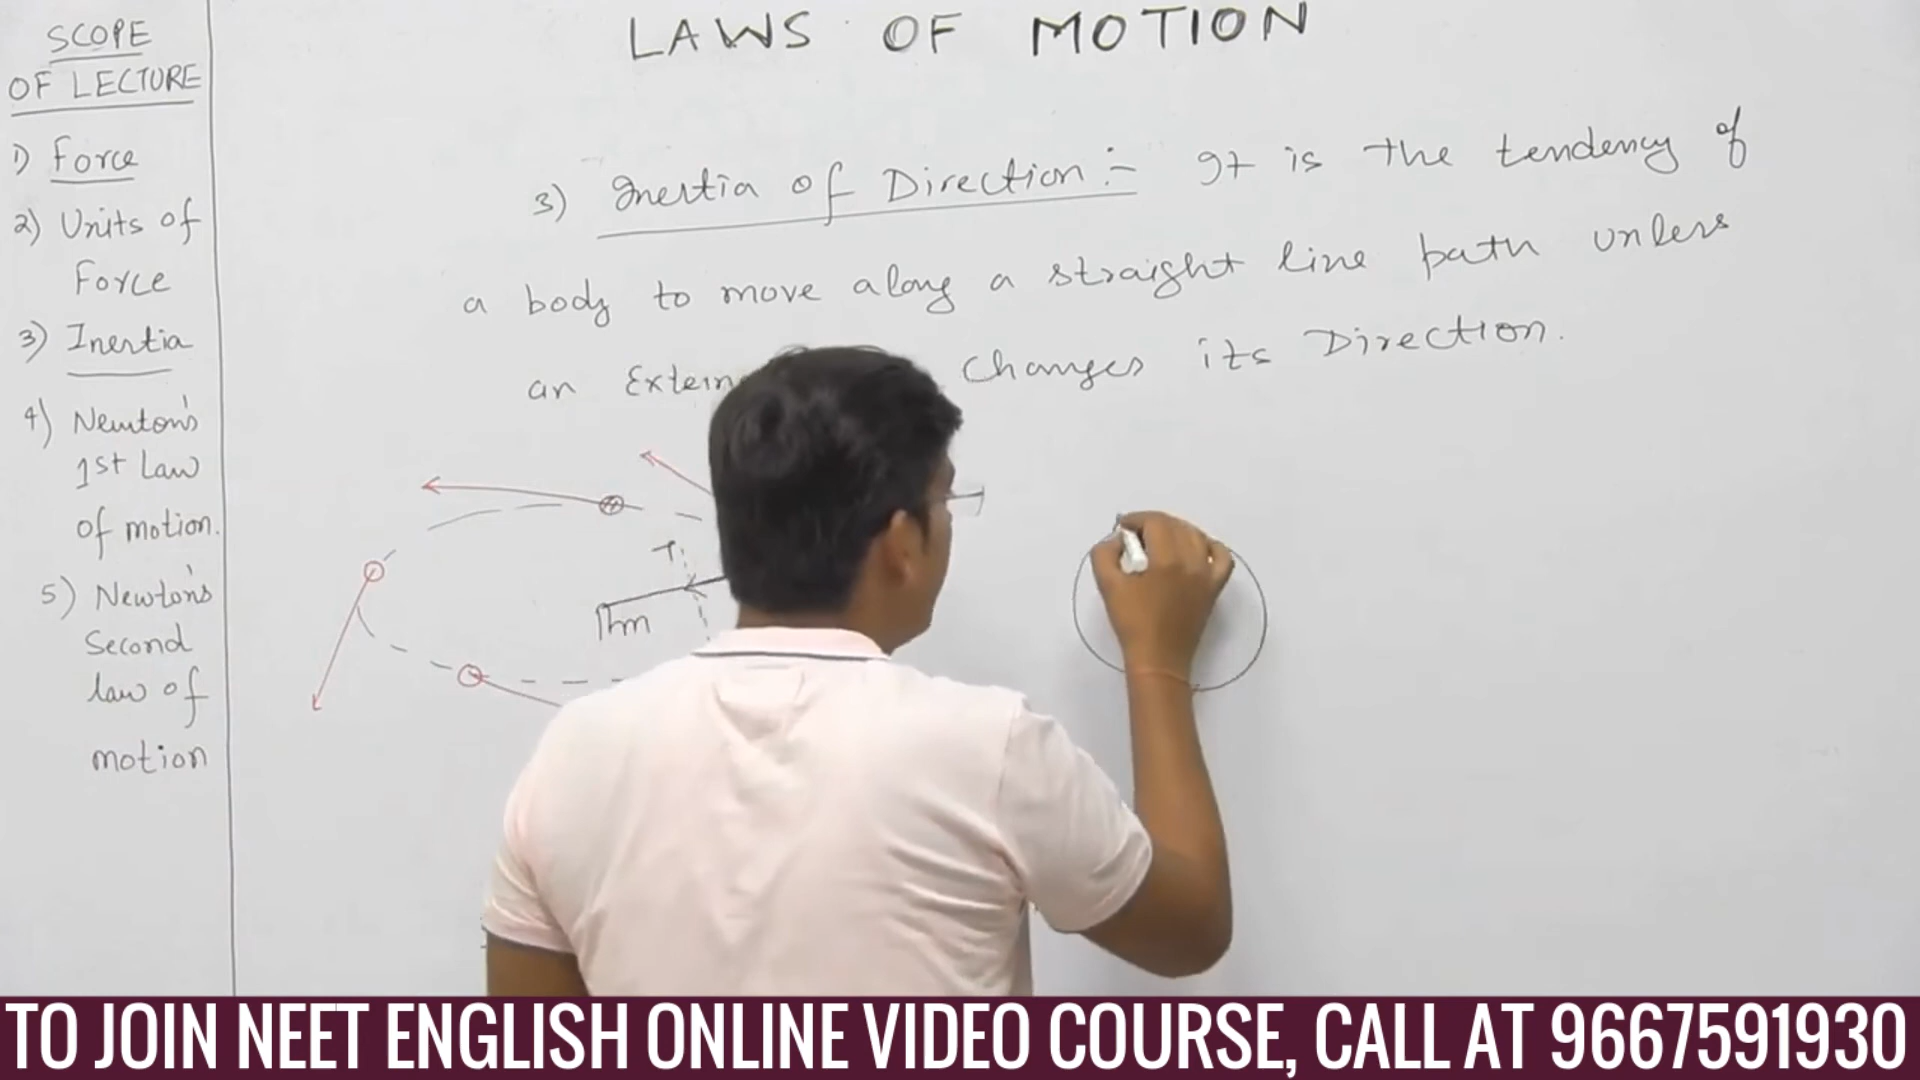 LAWS OF MOTION
SCOPE
OF LECTURE
1) Force
2) Units of
Force
3) Inertia
4) Newton's
1st Law
of motion.
5) Newton's
Second
law of
motion
3) Inertia of Direction :- It is the tendency of
a body to move along a straight line path unless
an Changes its Direction.
T
m
TO JOIN NEET ENGLISH ONLINE VIDEO COURSE, CALL AT 9667591930